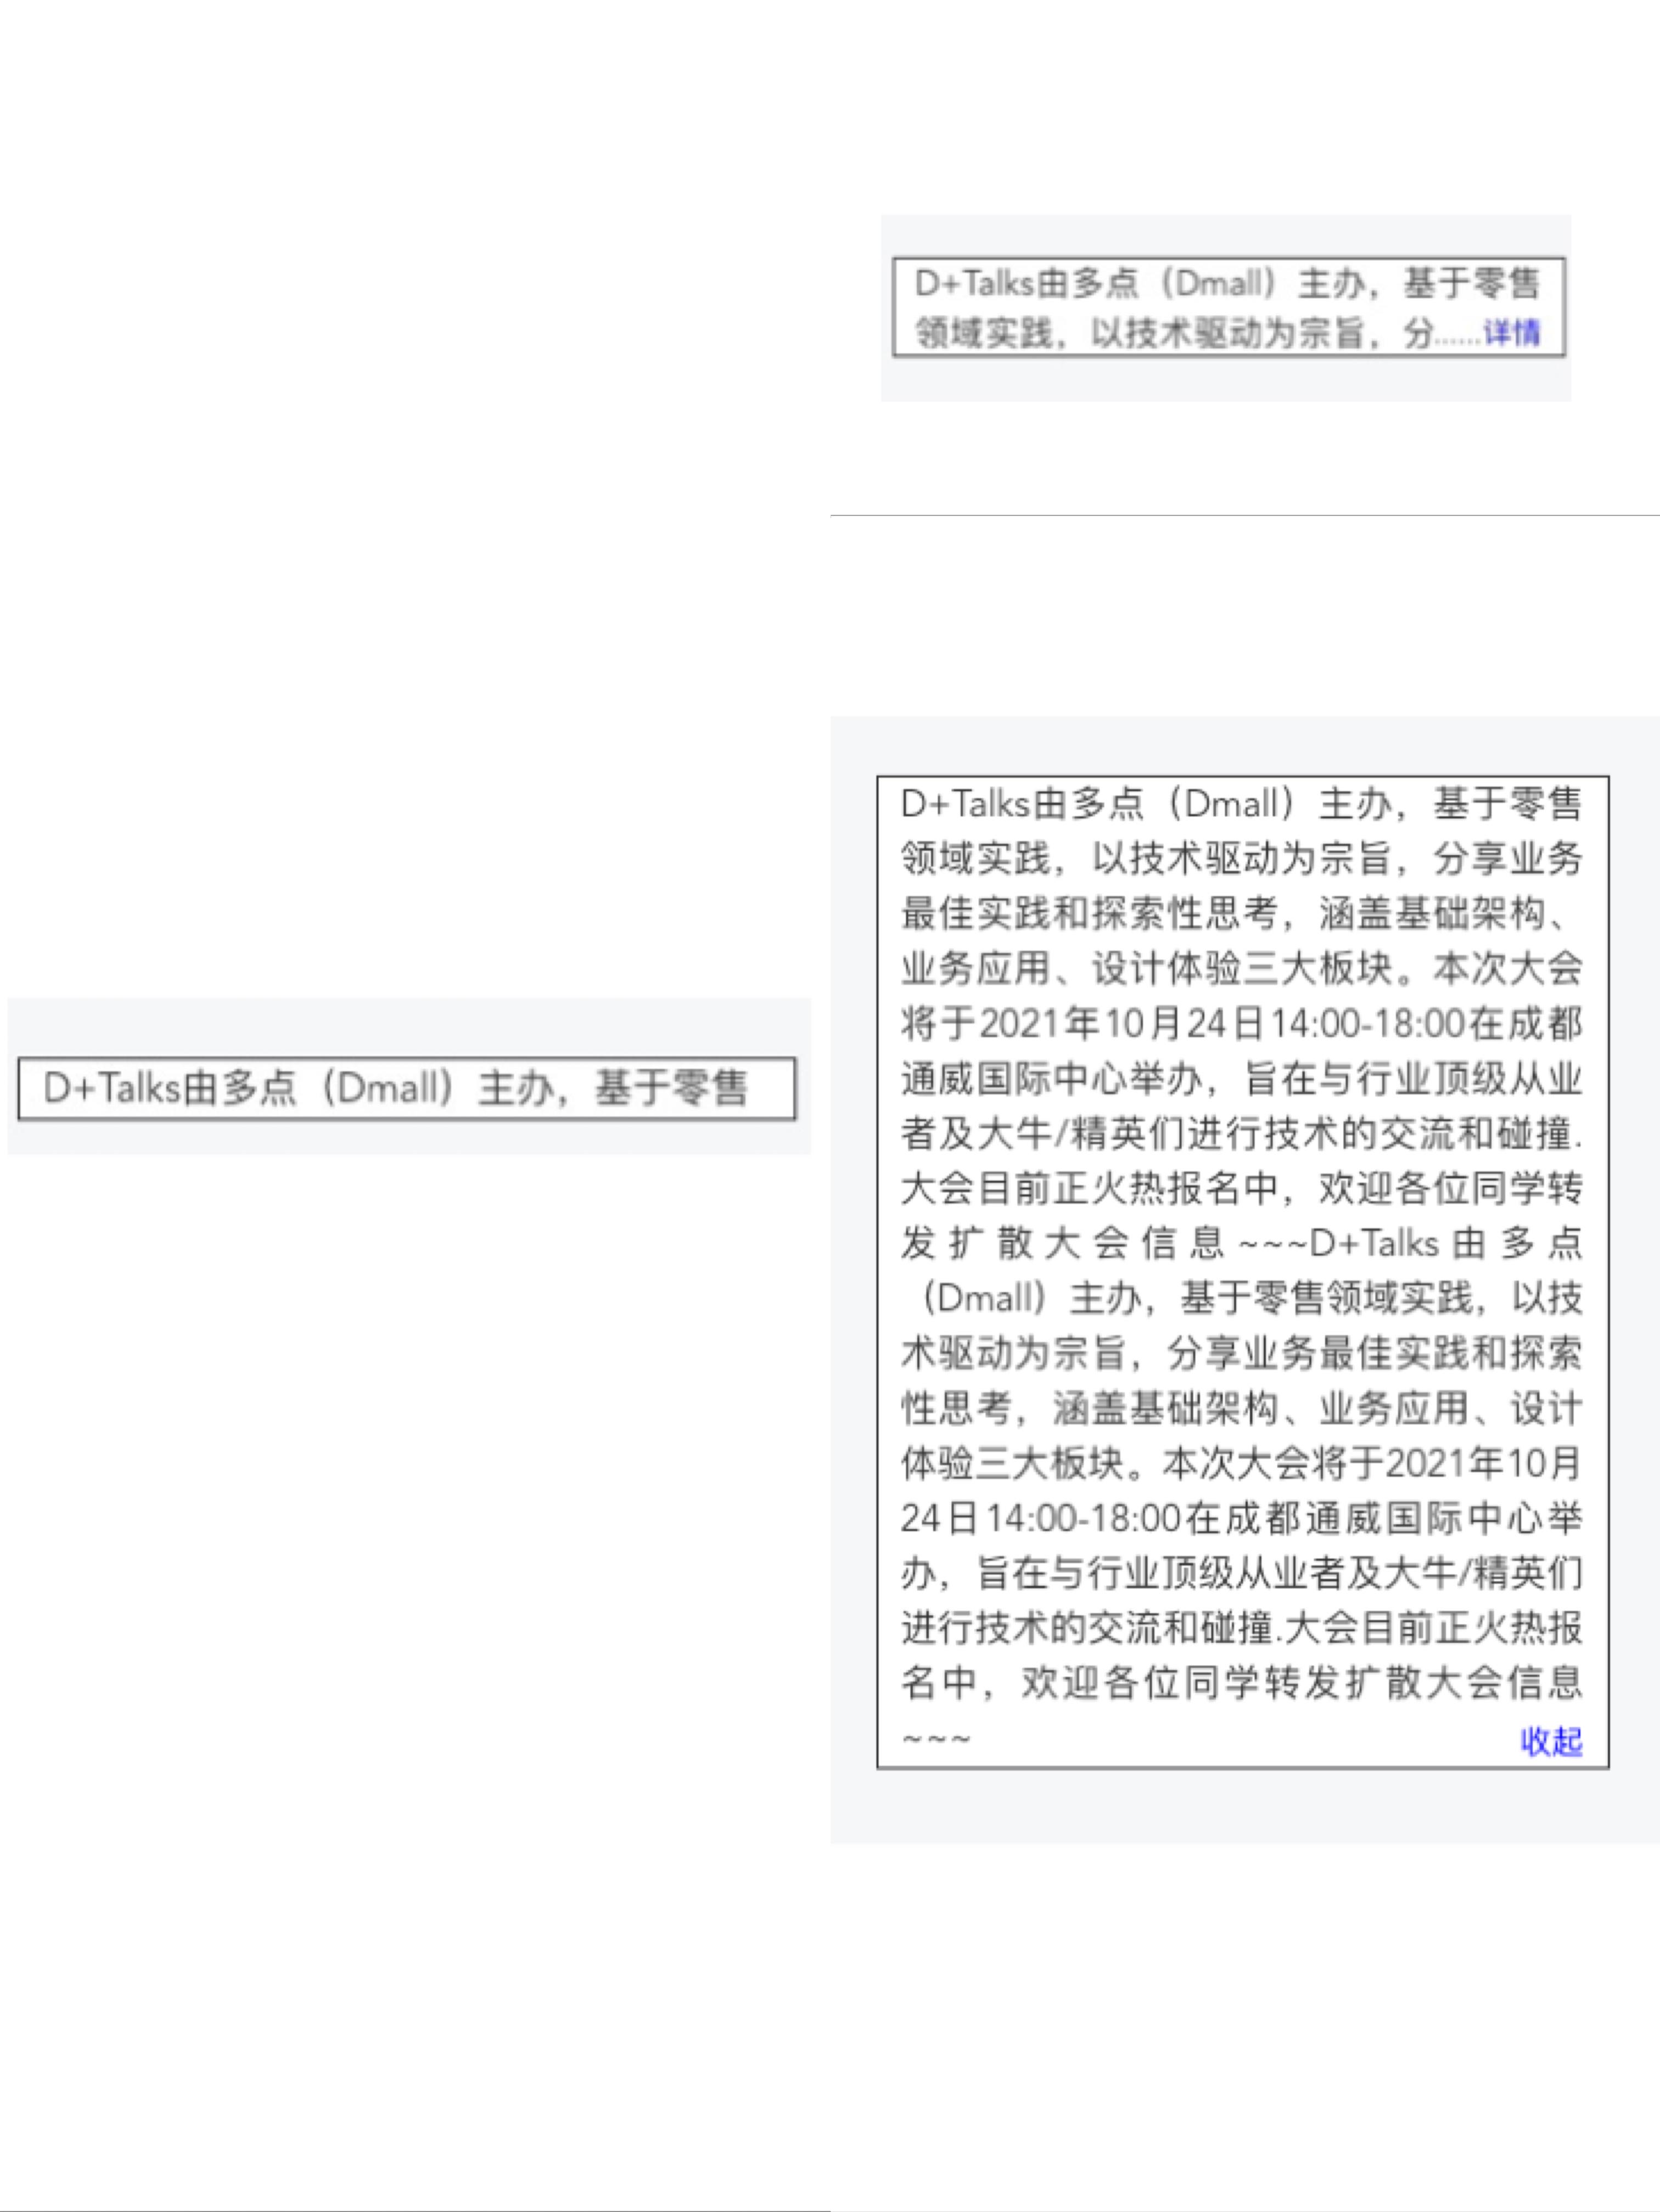 D+Talks由多点（Dmall）主办，基于零售
D+Talks由多点（Dmall）主办，基于零售
领域实践，以技术驱动为宗旨，分......详情
D+Talks由多点（Dmall）主办，基于零售
领域实践，以技术驱动为宗旨，分享业务
最佳实践和探索性思考，涵盖基础架构、
业务应用、设计体验三大板块。本次大会
将于2021年10月24日14:00-18:00在成都
通威国际中心举办，旨在与行业顶级从业
者及大牛/精英们进行技术的交流和碰撞.
大会目前正火热报名中，欢迎各位同学转
发扩散大会信息~~~D+Talks由多点
（Dmall）主办，基于零售领域实践，以技
术驱动为宗旨，分享业务最佳实践和探索
性思考，涵盖基础架构、业务应用、设计
体验三大板块。本次大会将于2021年10月
24日14:00-18:00在成都通威国际中心举
办，旨在与行业顶级从业者及大牛/精英们
进行技术的交流和碰撞.大会目前正火热报
名中，欢迎各位同学转发扩散大会信息
~~~ 收起